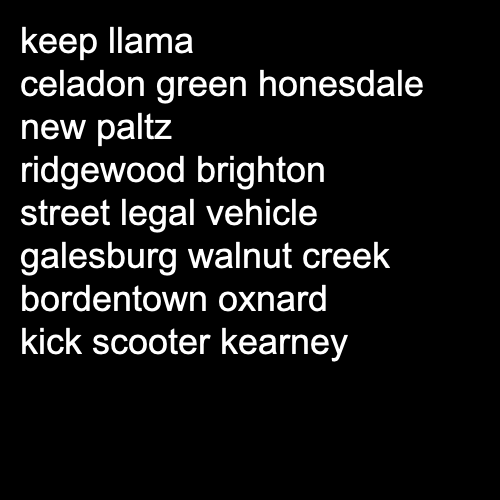 keep llama
celadon green honesdale
new paltz
ridgewood brighton
street legal vehicle
galesburg walnut creek
bordentown oxnard
kick scooter kearney